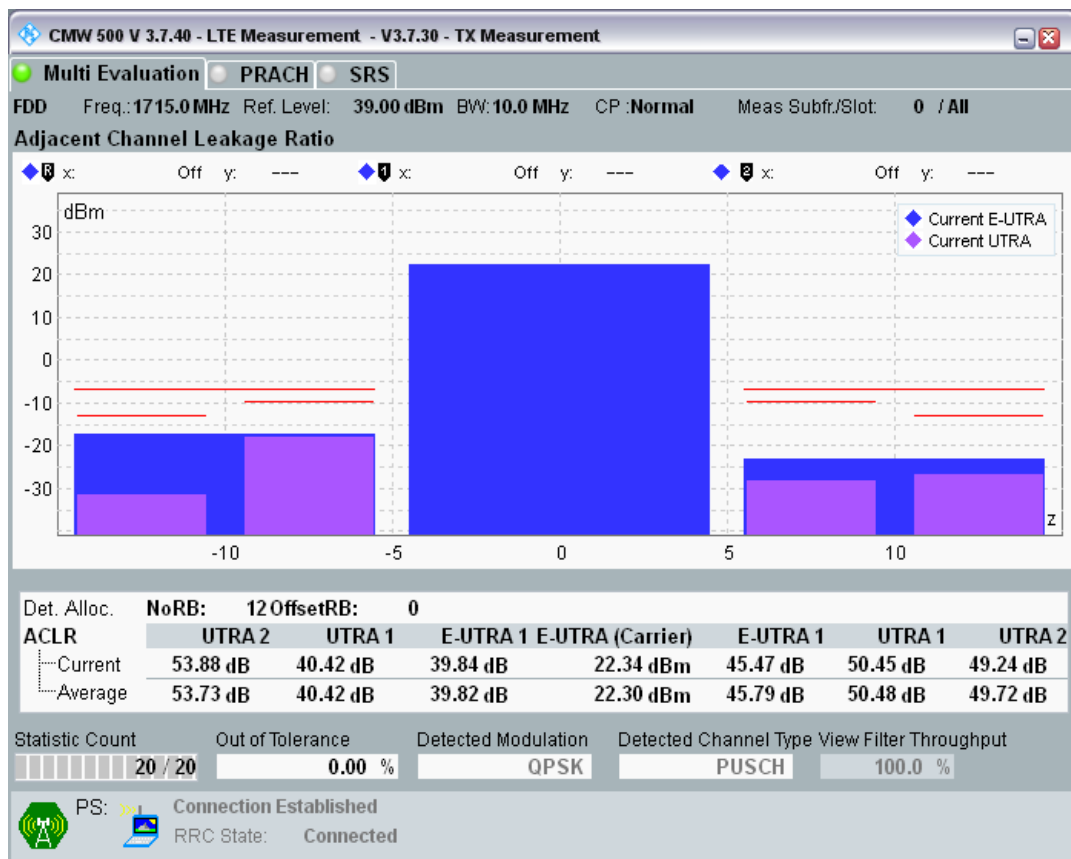 CMW 500 V 3.7.40 - LTE Measurement - V3.7.30 - TX Measurement
Multi Evaluation PRACH SRS
FDD Freq.:1715.0 MHz Ref. Level: 39.00 dBm BW:10.0 MHz CP :Normal Meas Subfr./Slot: 0 / All
Adjacent Channel Leakage Ratio
R x: Off y: --- 1 x: Off y: --- 2 x: Off y: ---
dBm
Current E-UTRA
Current UTRA
30
20
10
0
-10
-20
-30
z
-10 -5 0 5 10
Det. Alloc. NoRB: 12 OffsetRB: 0
ACLR UTRA 2 UTRA 1 E-UTRA 1 E-UTRA (Carrier) E-UTRA 1 UTRA 1 UTRA 2
Current 53.88 dB 40.42 dB 39.84 dB 22.34 dBm 45.47 dB 50.45 dB 49.24 dB
Average 53.73 dB 40.42 dB 39.82 dB 22.30 dBm 45.79 dB 50.48 dB 49.72 dB
Statistic Count Out of Tolerance Detected Modulation Detected Channel Type View Filter Throughput
20 / 20 0.00 % QPSK PUSCH 100.0 %
PS: Connection Established
RRC State: Connected